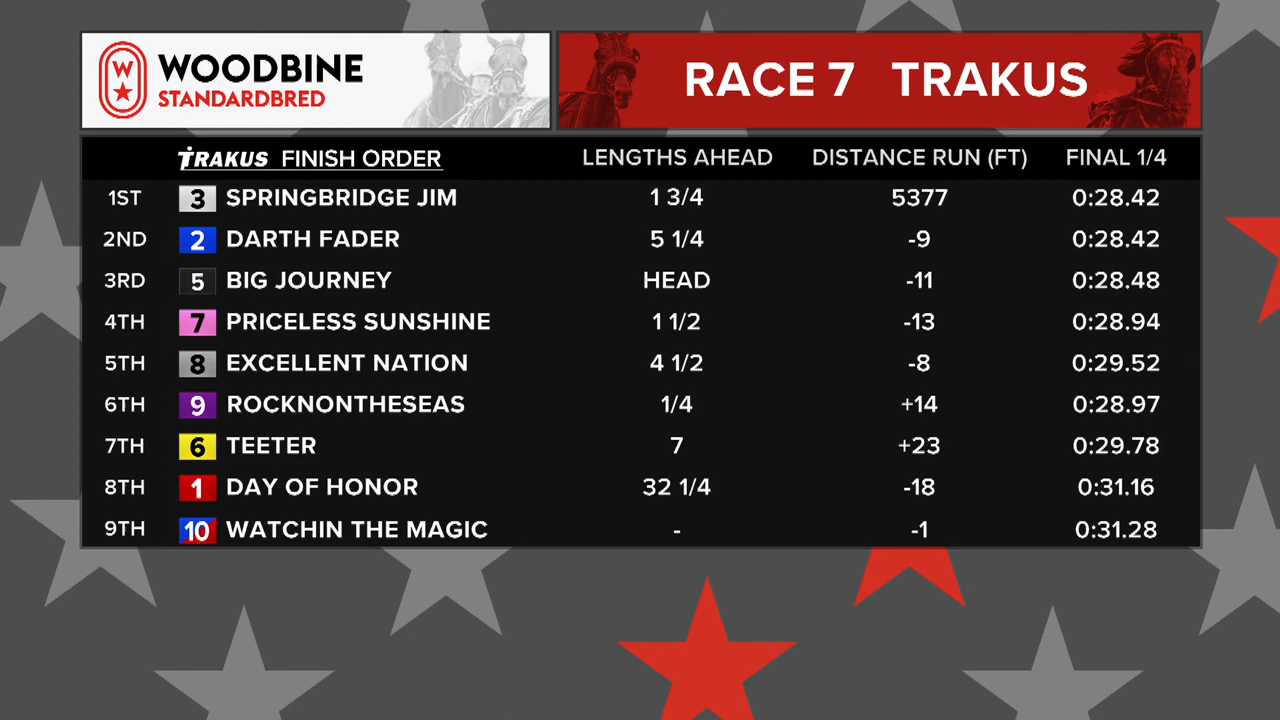 W
WOODBINE
STANDARDBRED
RACE 7 TRAKUS
TRAKUS FINISH ORDER LENGTHS AHEAD DISTANCE RUN (FT) FINAL 1/4
1ST 3 SPRINGBRIDGE JIM 1 3/4 5377 0:28.42
2ND 2 DARTH FADER 5 1/4 -9 0:28.42
3RD 5 BIG JOURNEY HEAD -11 0:28.48
4TH 7 PRICELESS SUNSHINE 1 1/2 -13 0:28.94
5TH 8 EXCELLENT NATION 4 1/2 -8 0:29.52
6TH 9 ROCKNONTHESEAS 1/4 +14 0:28.97
7TH 6 TEETER 7 +23 0:29.78
8TH 1 DAY OF HONOR 32 1/4 -18 0:31.16
9TH 10 WATCHIN THE MAGIC - -1 0:31.28